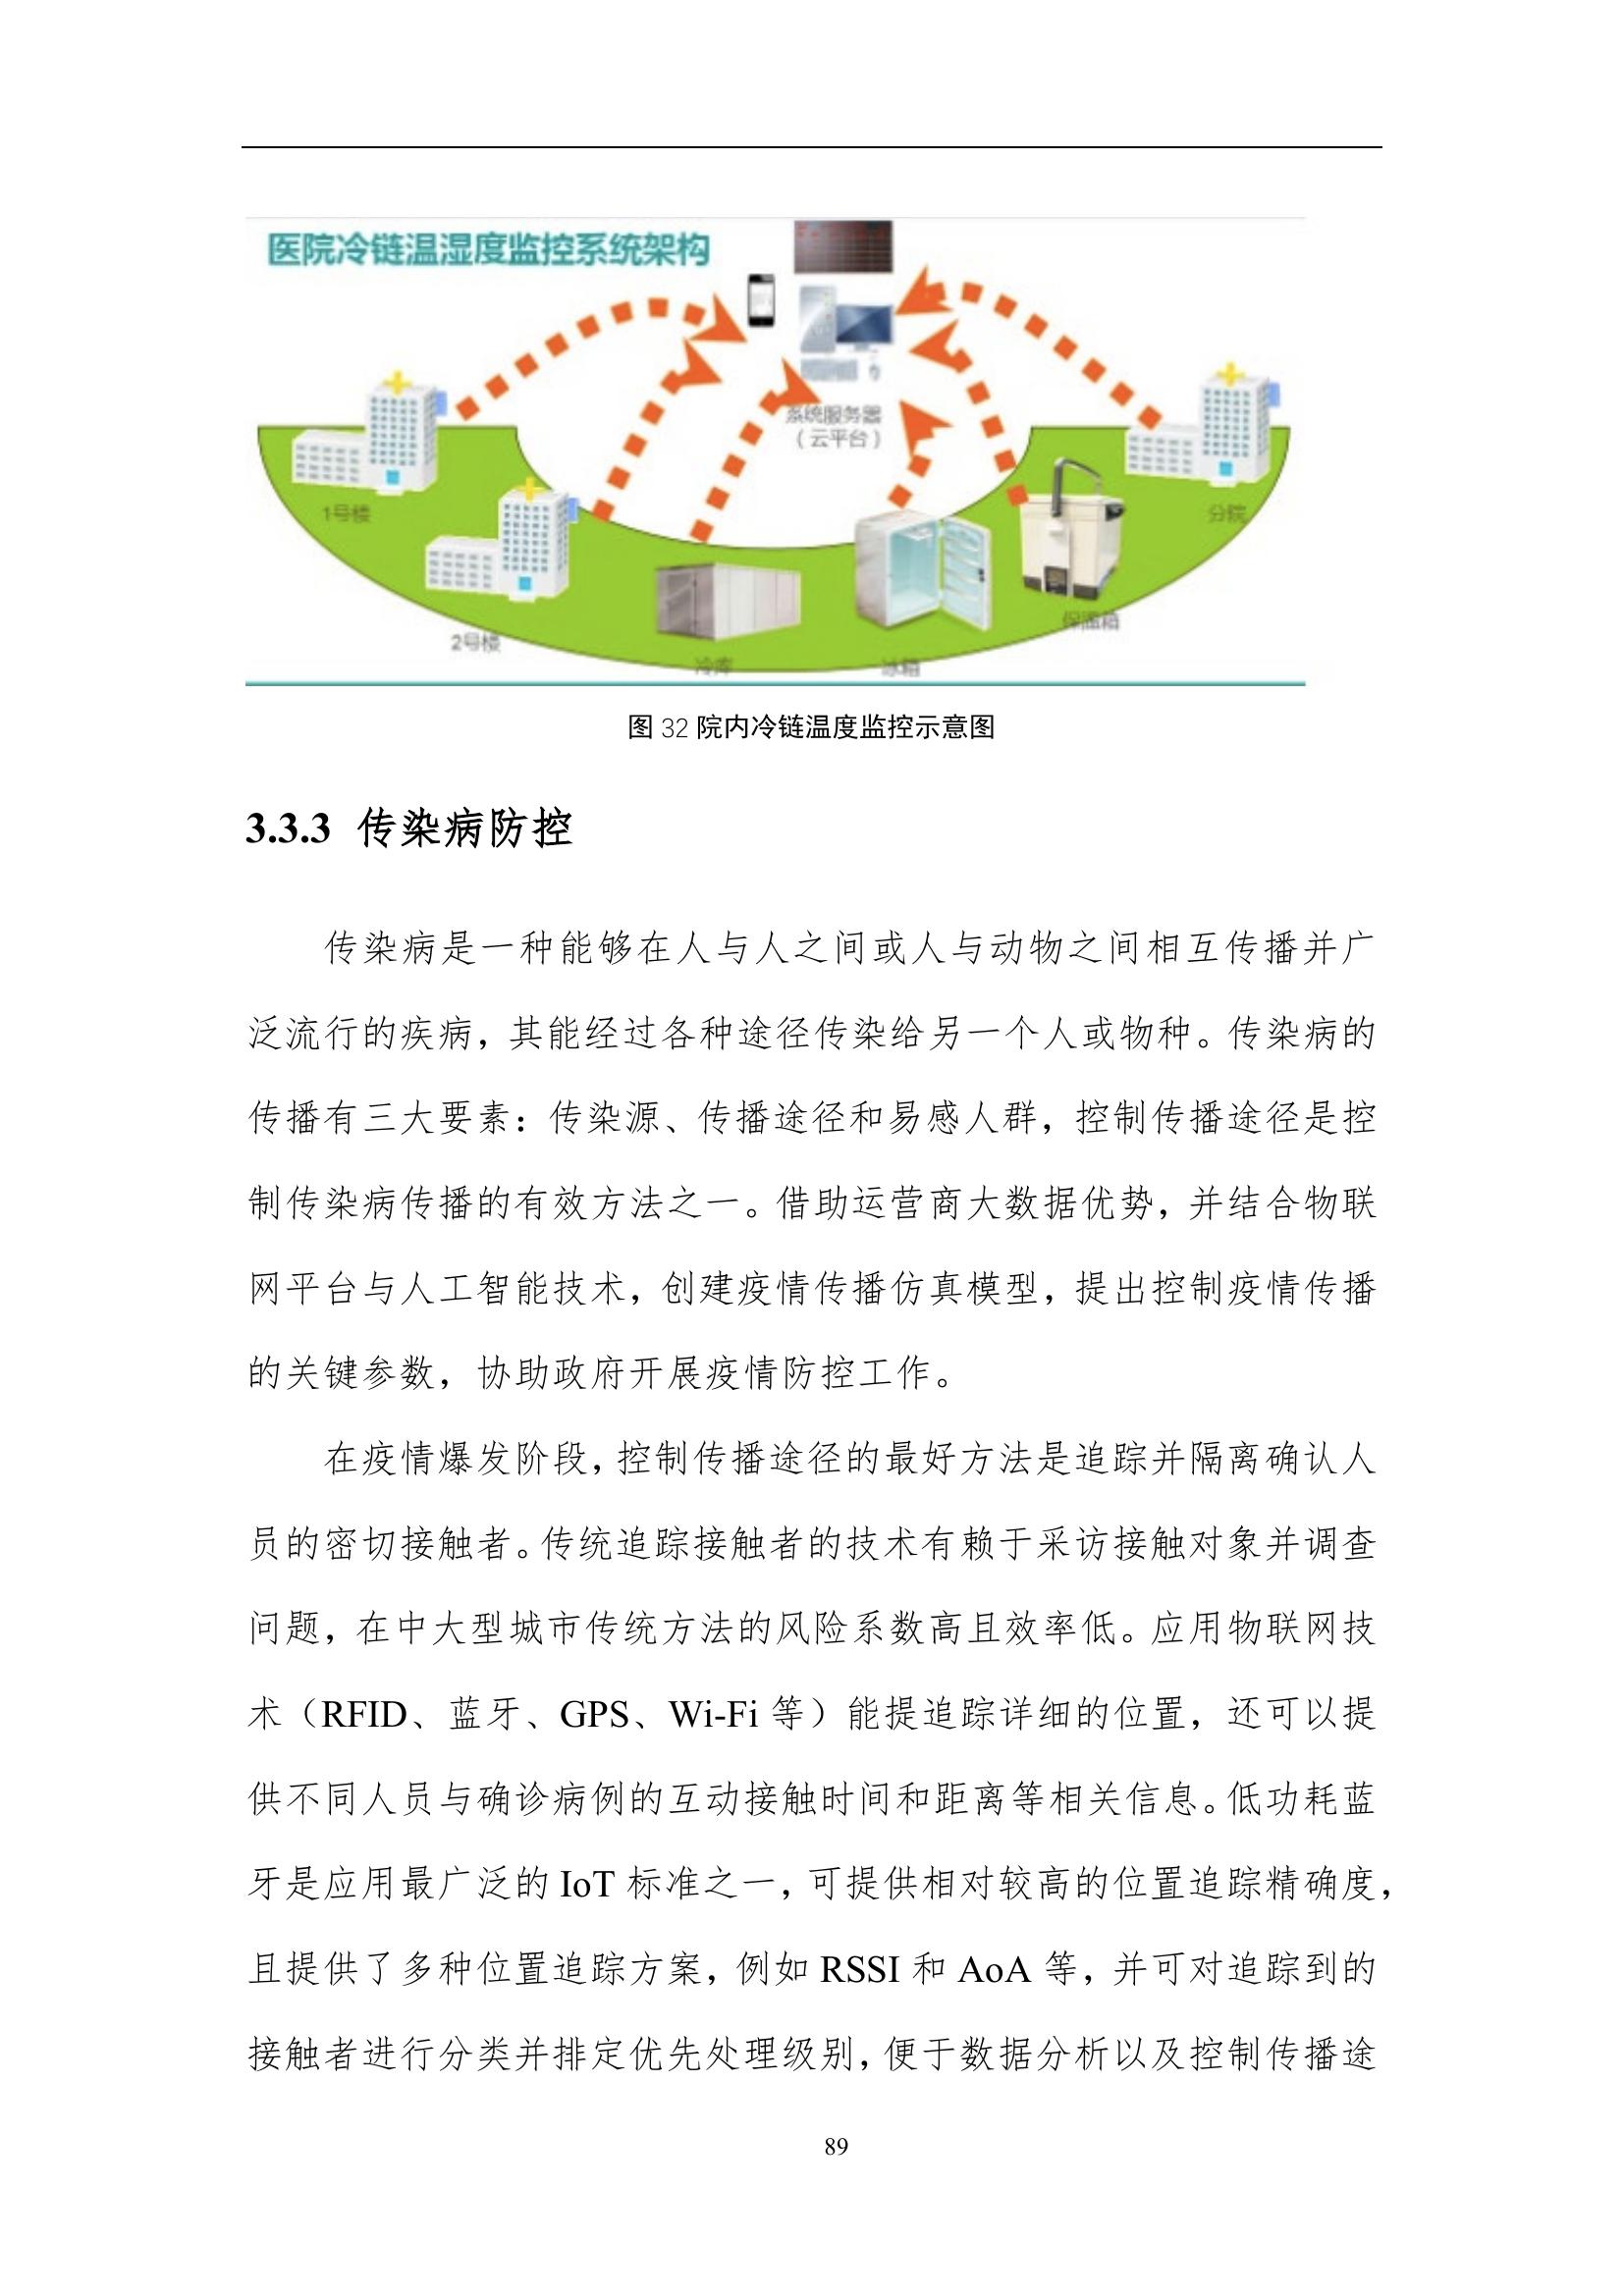 医院冷链温湿度监控系统架构
系统服务器
（云平台）
1号楼
分院
2号楼
保温箱
冷库
冰箱
图 32 院内冷链温度监控示意图
3.3.3 传染病防控
传染病是一种能够在人与人之间或人与动物之间相互传播并广
泛流行的疾病，其能经过各种途径传染给另一个人或物种。传染病的
传播有三大要素：传染源、传播途径和易感人群，控制传播途径是控
制传染病传播的有效方法之一。借助运营商大数据优势，并结合物联
网平台与人工智能技术，创建疫情传播仿真模型，提出控制疫情传播
的关键参数，协助政府开展疫情防控工作。
在疫情爆发阶段，控制传播途径的最好方法是追踪并隔离确认人
员的密切接触者。传统追踪接触者的技术有赖于采访接触对象并调查
问题，在中大型城市传统方法的风险系数高且效率低。应用物联网技
术（RFID、蓝牙、GPS、Wi-Fi 等）能提追踪详细的位置，还可以提
供不同人员与确诊病例的互动接触时间和距离等相关信息。低功耗蓝
牙是应用最广泛的 IoT 标准之一，可提供相对较高的位置追踪精确度，
且提供了多种位置追踪方案，例如 RSSI 和 AoA 等，并可对追踪到的
接触者进行分类并排定优先处理级别，便于数据分析以及控制传播途
89